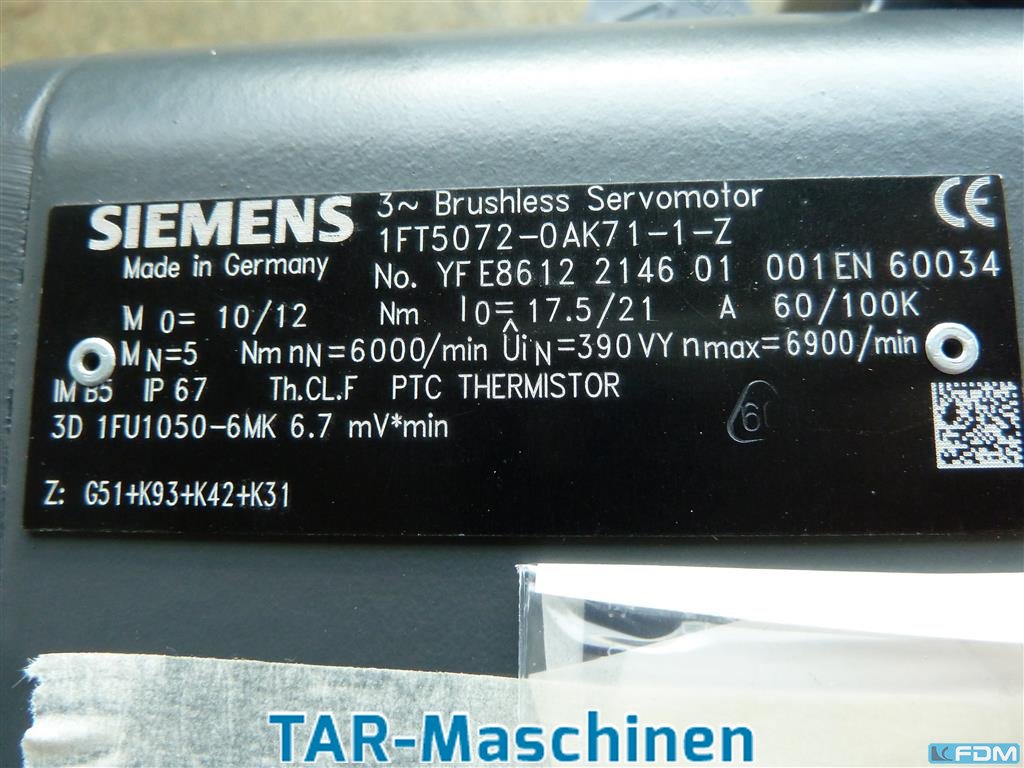 SIEMENS 3~ Brushless Servomotor CE
1FT5072-0AK71-1-Z
Made in Germany
No. YF E8612 2146 01 001 EN 60034
M 0= 10/12 Nm I0= 17.5/21 A 60/100K
MN=5 Nm nN=6000/min ÛiN=390VY nmax=6900/min
IM B5 IP 67 Th.CL.F PTC THERMISTOR
3D 1FU1050-6MK 6.7 mV*min
Z: G51+K93+K42+K31
TAR-Maschinen
FDM